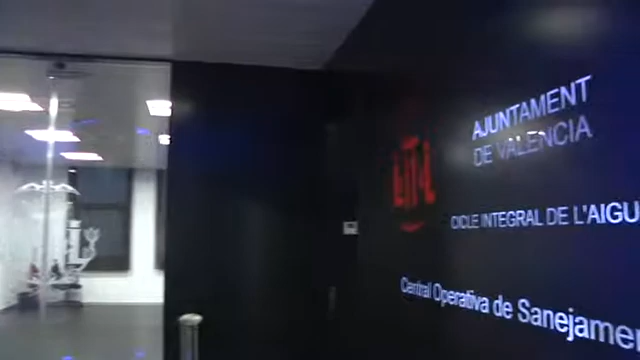 AJUNTAMENT
DE VALENCIA
CICLE INTEGRAL DE L'AIGU
Central Operativa de Sanejamen